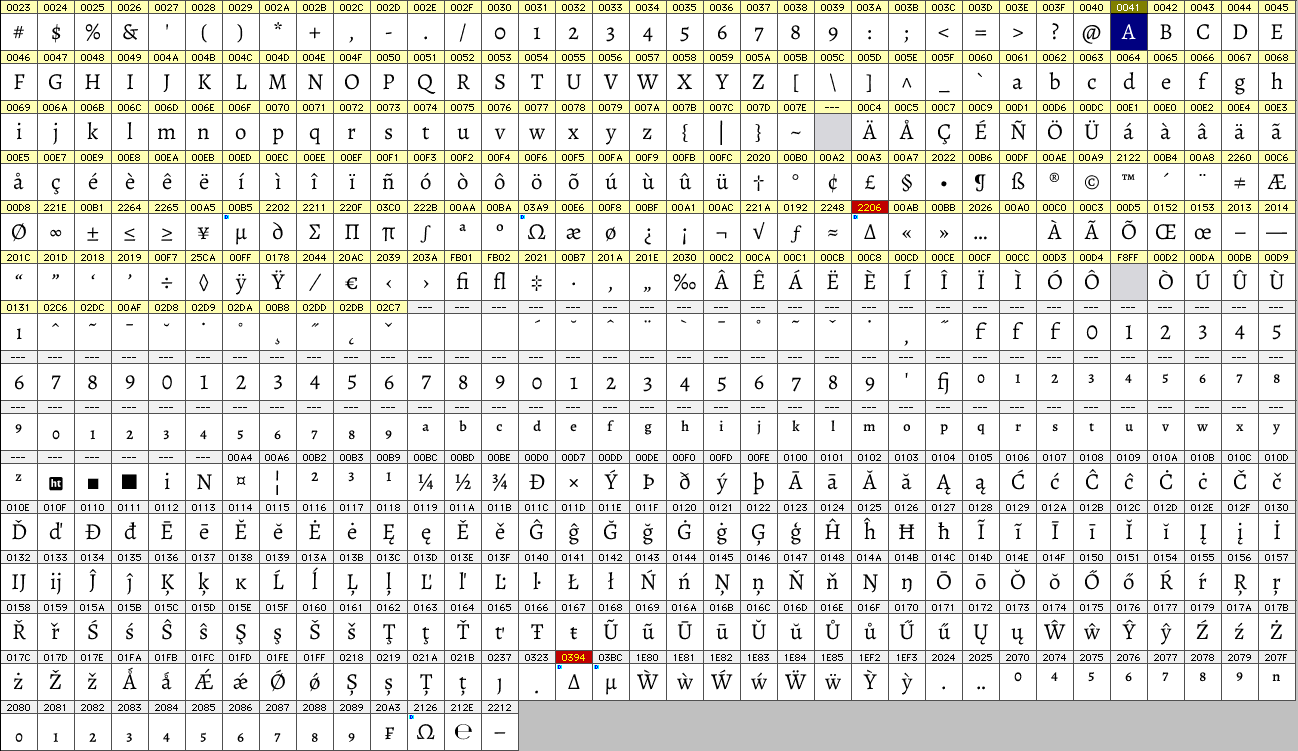 0023 0024 0025 0026 0027 0028 0029 002A 002B 002C 002D 002E 002F 0030 0031 0032 0033 0034 0035 0036 0037 0038 0039 003A 003B 003C 003D 003E 003F 0040 0041 0042 0043 0044 0045
# $ % & ' ( ) * + , - . / 0 1 2 3 4 5 6 7 8 9 : ; < = > ? @ A B C D E
0046 0047 0048 0049 004A 004B 004C 004D 004E 004F 0050 0051 0052 0053 0054 0055 0056 0057 0058 0059 005A 005B 005C 005D 005E 005F 0060 0061 0062 0063 0064 0065 0066 0067 0068
F G H I J K L M N O P Q R S T U V W X Y Z [ \ ] ^ _ ` a b c d e f g h
0069 006A 006B 006C 006D 006E 006F 0070 0071 0072 0073 0074 0075 0076 0077 0078 0079 007A 007B 007C 007D 007E --- 00C4 00C5 00C7 00C9 00D1 00D6 00DC 00E1 00E0 00E2 00E4 00E3
i j k l m n o p q r s t u v w x y z { | } ~ Ä Å Ç É Ñ Ö Ü á à â ä ã
00E5 00E7 00E9 00E8 00EA 00EB 00ED 00EC 00EE 00EF 00F1 00F3 00F2 00F4 00F6 00F5 00FA 00F9 00FB 00FC 2020 00B0 00A2 00A3 00A7 2022 00B6 00DF 00AE 00A9 2122 00B4 00A8 2260 00C6
å ç é è ê ë í ì î ï ñ ó ò ô ö õ ú ù û ü † ° ¢ £ § • ¶ ß ® © ™ ´ ¨ ≠ Æ
00D8 221E 00B1 2264 2265 00A5 00B5 2202 2211 220F 03C0 222B 00AA 00BA 03A9 00E6 00F8 00BF 00A1 00AC 221A 0192 2248 2206 00AB 00BB 2026 00A0 00C0 00C3 00D5 0152 0153 2013 2014
Ø ∞ ± ≤ ≥ ¥ µ ∂ ∑ ∏ π ∫ ª º Ω æ ø ¿ ¡ ¬ √ ƒ ≈ ∆ « » … À Ã Õ Œ œ – —
201C 201D 2018 2019 00F7 25CA 00FF 0178 2044 20AC 2039 203A FB01 FB02 2021 00B7 201A 201E 2030 00C2 00CA 00C1 00CB 00C8 00CD 00CE 00CF 00CC 00D3 00D4 F8FF 00D2 00DA 00DB 00D9
“ ” ‘ ’ ÷ ◊ ÿ Ÿ ⁄ € ‹ › ﬁ ﬂ ‡ · ‚ „ ‰ Â Ê Á Ë È Í Î Ï Ì Ó Ô Ò Ú Û Ù
0131 02C6 02DC 00AF 02D8 02D9 02DA 00B8 02DD 02DB 02C7 --- --- --- --- --- --- --- --- --- --- --- --- --- --- --- --- --- --- --- --- --- --- --- ---
ı ˆ ˜ ¯ ˘ ˙ ˚ ¸ ˝ ˛ ˇ ´ ˘ ˆ ¨ ` ¯ ˚ ˜ ˇ ˙ , ˝ f f f 0 1 2 3 4 5
--- --- --- --- --- --- --- --- --- --- --- --- --- --- --- --- --- --- --- --- --- --- --- --- --- --- --- --- --- --- --- --- --- --- ---
6 7 8 9 0 1 2 3 4 5 6 7 8 9 0 1 2 3 4 5 6 7 8 9 ' fj ⁰ ¹ ² ³ ⁴ ⁵ ⁶ ⁷ ⁸
--- --- --- --- --- --- --- --- --- --- --- --- --- --- --- --- --- --- --- --- --- --- --- --- --- --- --- --- --- --- --- --- --- --- ---
⁹ ₀ ₁ ₂ ₃ ₄ ₅ ₆ ₇ ₈ ₉ a b c d e f g h i j k l m o p q r s t u v w x y
--- --- --- --- --- --- 00A4 00A6 00B2 00B3 00B9 00BC 00BD 00BE 00D0 00D7 00DD 00DE 00F0 00FD 00FE 0100 0101 0102 0103 0104 0105 0106 0107 0108 0109 010A 010B 010C 010D
z ht ■ ■ i N ¤ ¦ ² ³ ¹ ¼ ½ ¾ Ð × Ý Þ ð ý þ Ā ā Ă ă Ą ą Ć ć Ĉ ĉ Ċ ċ Č č
010E 010F 0110 0111 0112 0113 0114 0115 0116 0117 0118 0119 011A 011B 011C 011D 011E 011F 0120 0121 0122 0123 0124 0125 0126 0127 0128 0129 012A 012B 012C 012D 012E 012F 0130
Ď ď Đ đ Ē ē Ĕ ĕ Ė ė Ę ę Ě ě Ĝ ĝ Ğ ğ Ġ ġ Ģ ģ Ĥ ĥ Ħ ħ Ĩ ĩ Ī ī Ĭ ĭ Į į İ
0132 0133 0134 0135 0136 0137 0138 0139 013A 013B 013C 013D 013E 013F 0140 0141 0142 0143 0144 0145 0146 0147 0148 014A 014B 014C 014D 014E 014F 0150 0151 0154 0155 0156 0157
Ĳ ĳ Ĵ ĵ Ķ ķ ĸ Ĺ ĺ Ļ ļ Ľ ľ Ŀ ŀ Ł ł Ń ń Ņ ņ Ň ň Ŋ ŋ Ō ō Ŏ ŏ Ő ő Ŕ ŕ Ŗ ŗ
0158 0159 015A 015B 015C 015D 015E 015F 0160 0161 0162 0163 0164 0165 0166 0167 0168 0169 016A 016B 016C 016D 016E 016F 0170 0171 0172 0173 0174 0175 0176 0177 0179 017A 017B
Ř ř Ś ś Ŝ ŝ Ş ş Š š Ţ ţ Ť ť Ŧ ŧ Ũ ũ Ū ū Ŭ ŭ Ů ů Ű ű Ų ų Ŵ ŵ Ŷ ŷ Ź ź Ż
017C 017D 017E 01FA 01FB 01FC 01FD 01FE 01FF 0218 0219 021A 021B 0237 0323 0394 03BC 1E80 1E81 1E82 1E83 1E84 1E85 1EF2 1EF3 2024 2025 2070 2074 2075 2076 2077 2078 2079 207F
ż Ž ž Ǻ ǻ Ǽ ǽ Ǿ ǿ Ș ș Ț ț ȷ . Δ μ Ẁ ẁ Ẃ ẃ Ẅ ẅ Ỳ ỳ . .. ⁰ ⁴ ⁵ ⁶ ⁷ ⁸ ⁹ ⁿ
2080 2081 2082 2083 2084 2085 2086 2087 2088 2089 20A3 2126 212E 2212
₀ ₁ ₂ ₃ ₄ ₅ ₆ ₇ ₈ ₉ ₣ Ω ℮ −